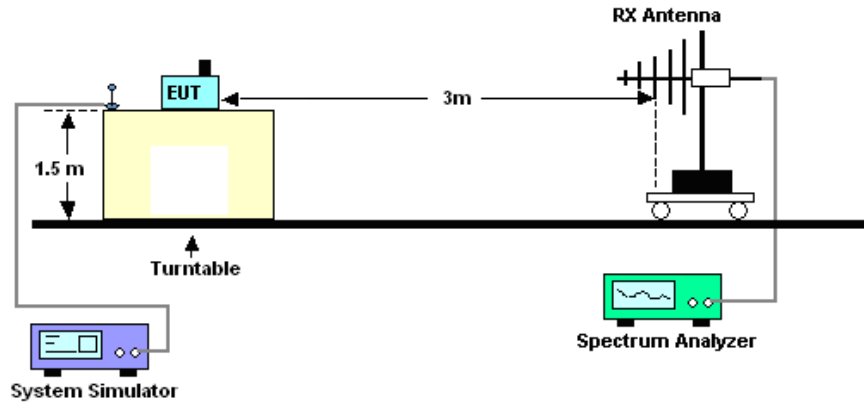 RX Antenna
EUT
3m
1.5 m
Turntable
Spectrum Analyzer
System Simulator